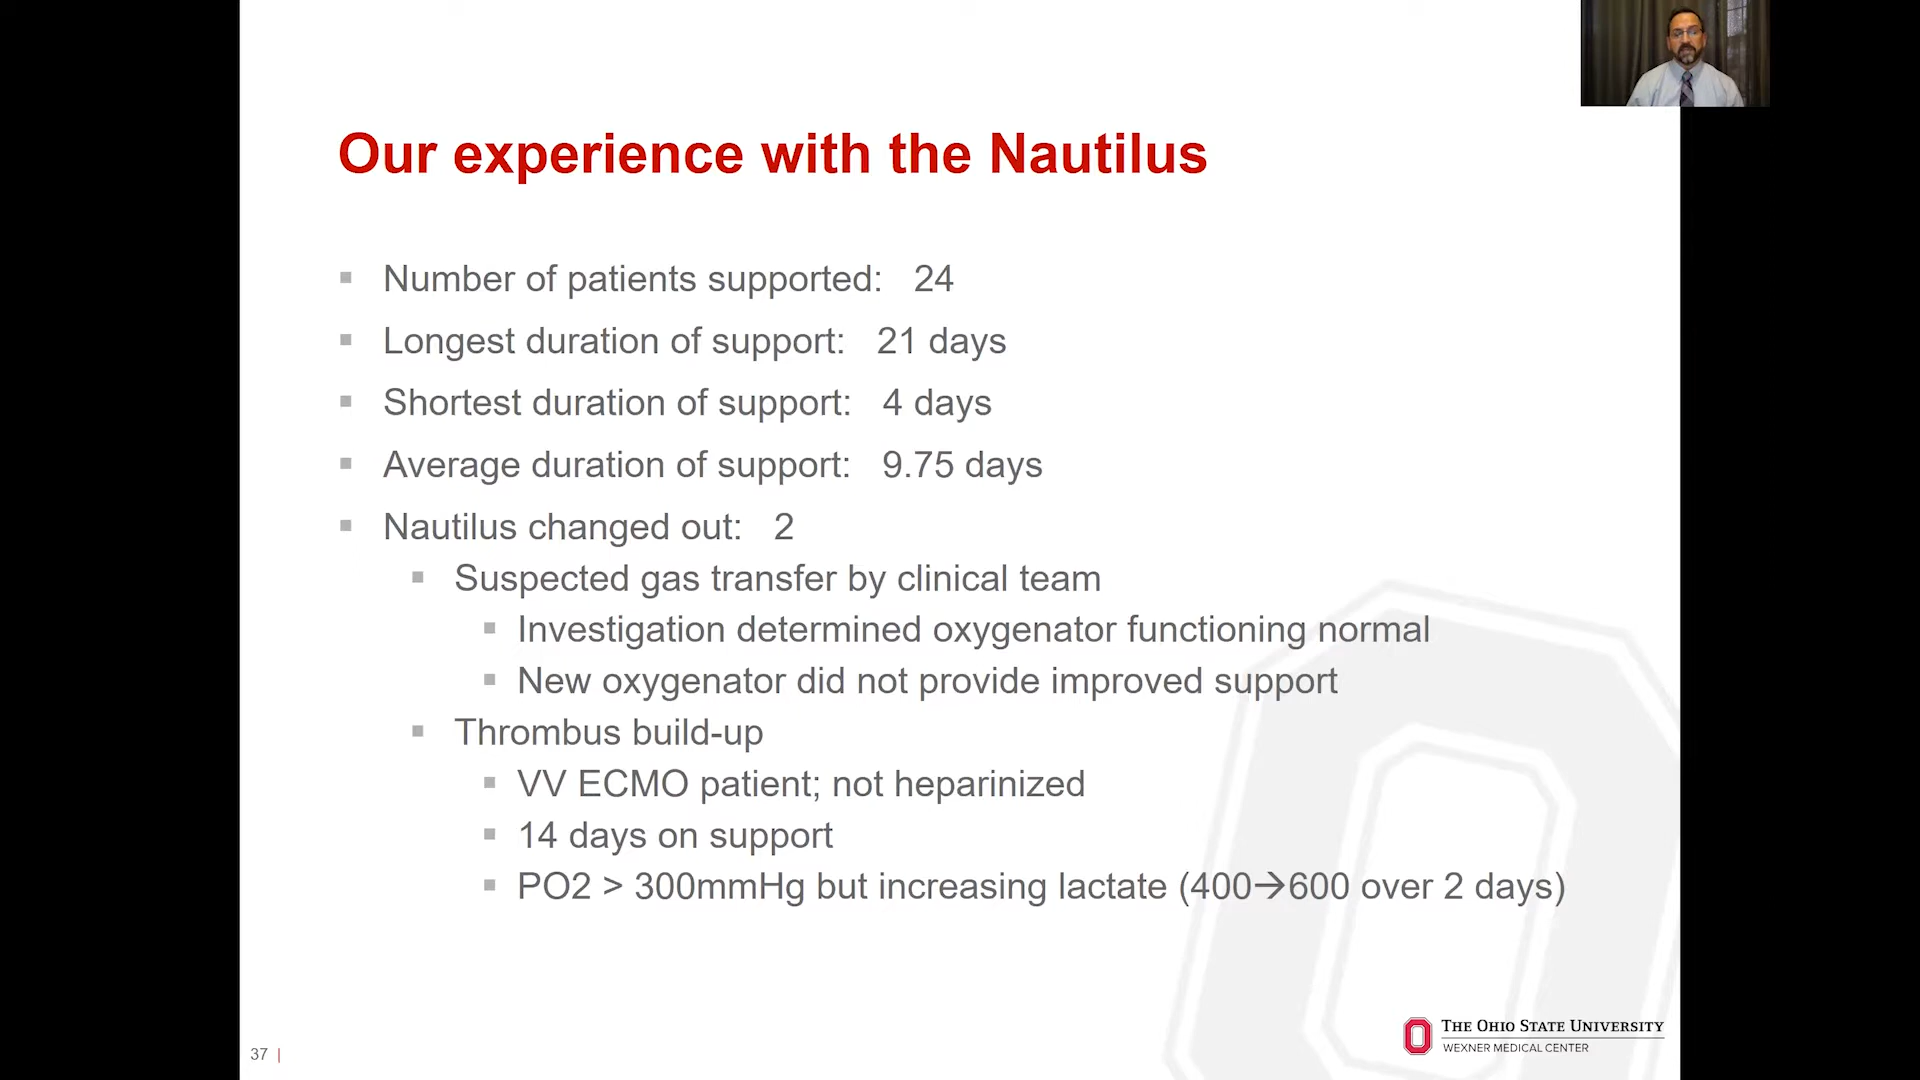 Our experience with the Nautilus
Number of patients supported: 24
Longest duration of support: 21 days
Shortest duration of support: 4 days
Average duration of support: 9.75 days
Nautilus changed out: 2
Suspected gas transfer by clinical team
Investigation determined oxygenator functioning normal
New oxygenator did not provide improved support
Thrombus build-up
VV ECMO patient; not heparinized
14 days on support
PO2 > 300mmHg but increasing lactate (400→600 over 2 days)
37 |
THE OHIO STATE UNIVERSITY
WEXNER MEDICAL CENTER